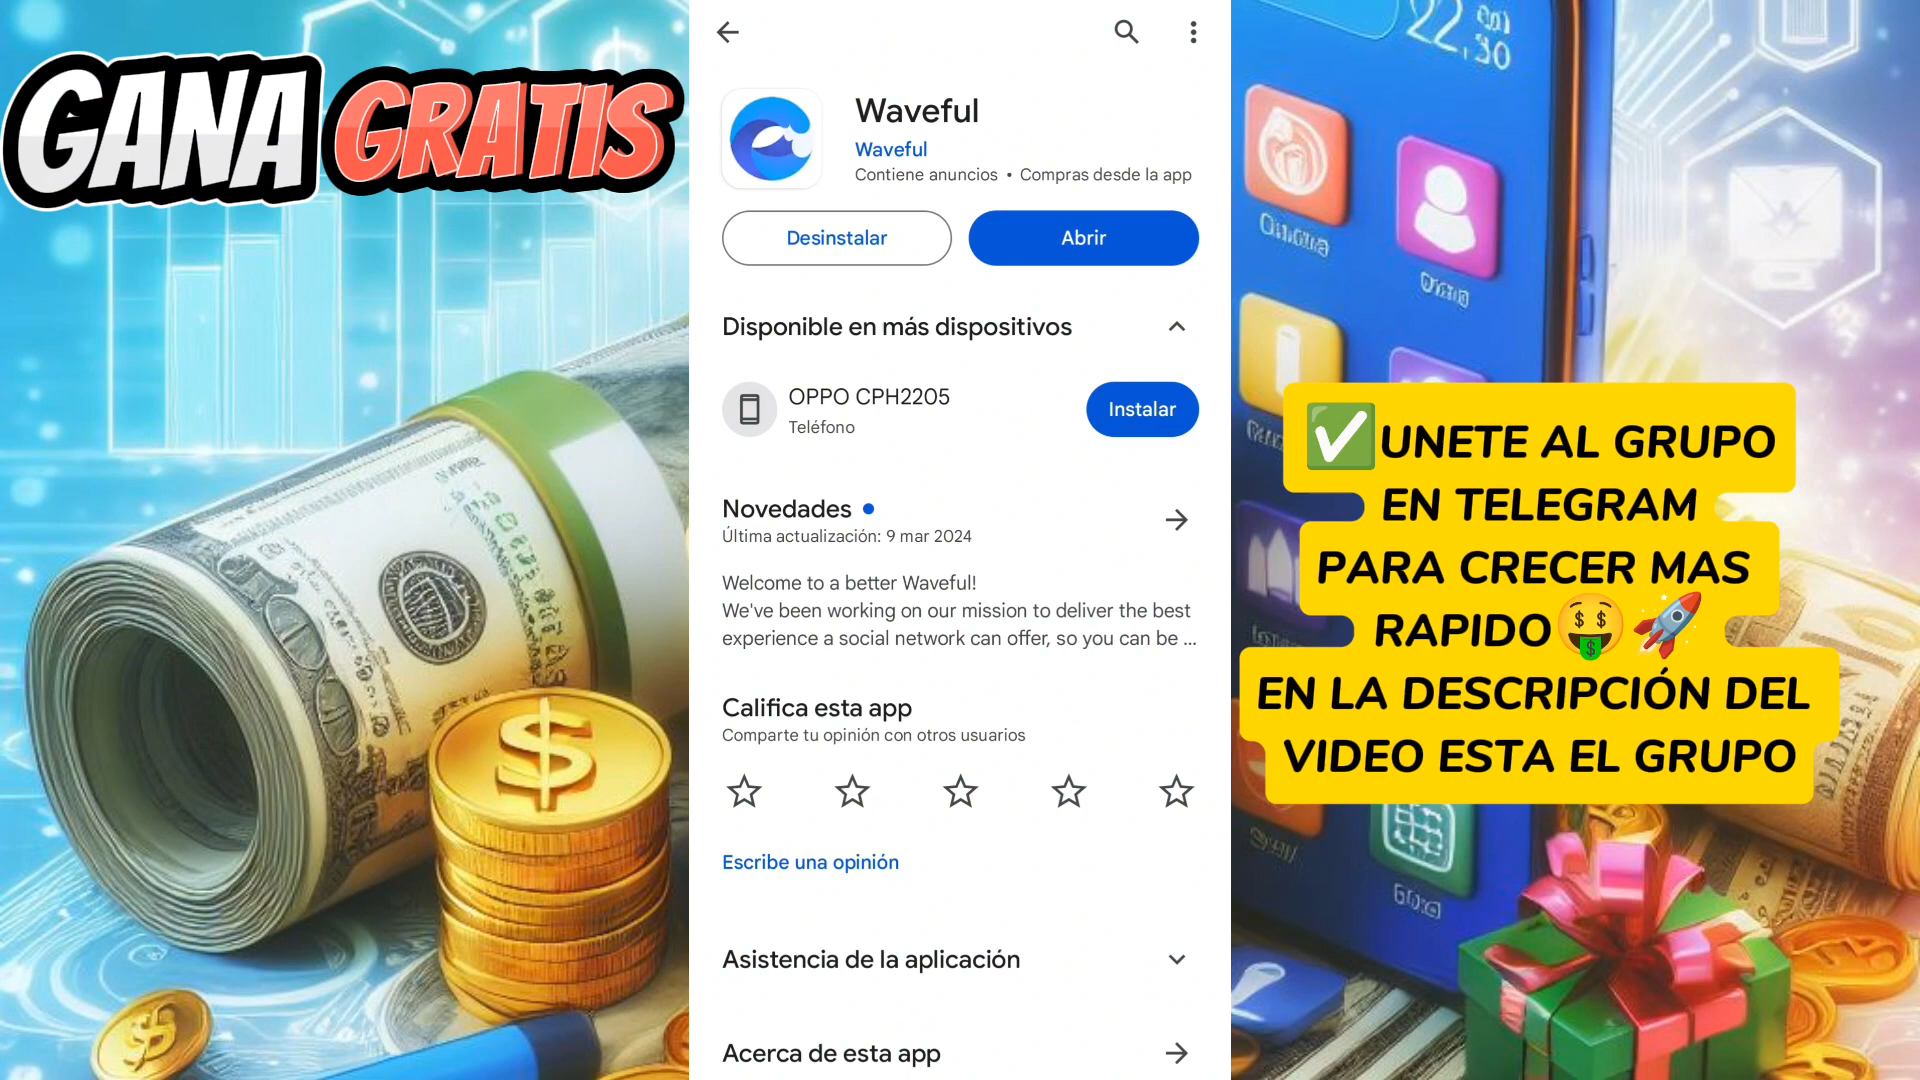 GANA GRATIS
Waveful
Waveful
Contiene anuncios • Compras desde la app
Desinstalar
Abrir
Disponible en más dispositivos
OPPO CPH2205
Teléfono
Instalar
Novedades
Última actualización: 9 mar 2024
Welcome to a better Waveful!
We've been working on our mission to deliver the best
experience a social network can offer, so you can be ...
Califica esta app
Comparte tu opinión con otros usuarios
Escribe una opinión
Asistencia de la aplicación
Acerca de esta app
✅UNETE AL GRUPO
EN TELEGRAM
PARA CRECER MAS
RAPIDO🤑🚀
EN LA DESCRIPCIÓN DEL
VIDEO ESTA EL GRUPO